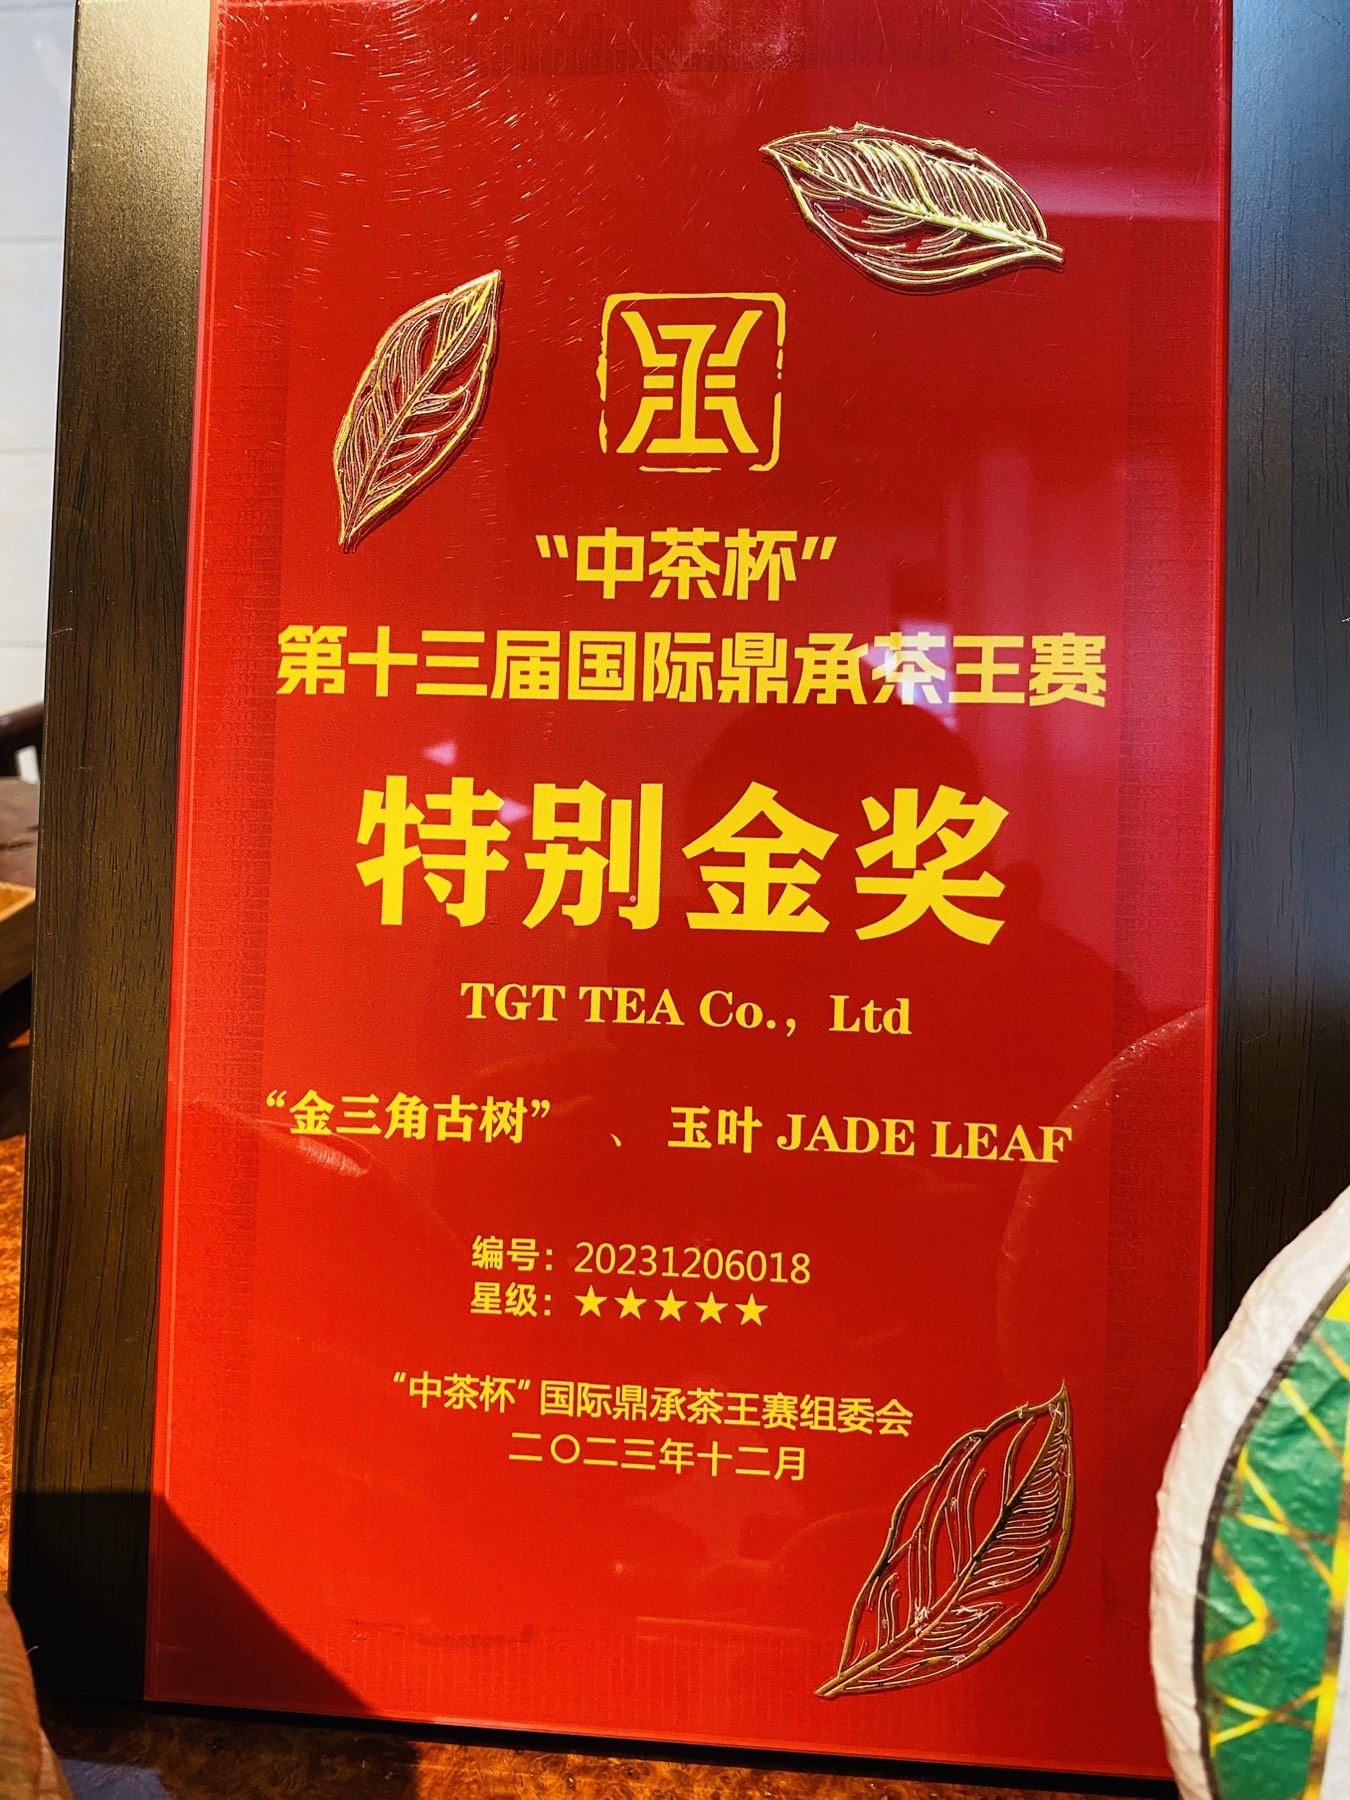 “中茶杯”
第十三届国际鼎承茶王赛
特别金奖
TGT TEA Co., Ltd
“金三角古树” 、 玉叶 JADE LEAF
编号：20231206018
星级：★★★★★
“中茶杯”国际鼎承茶王赛组委会
二〇二三年十二月